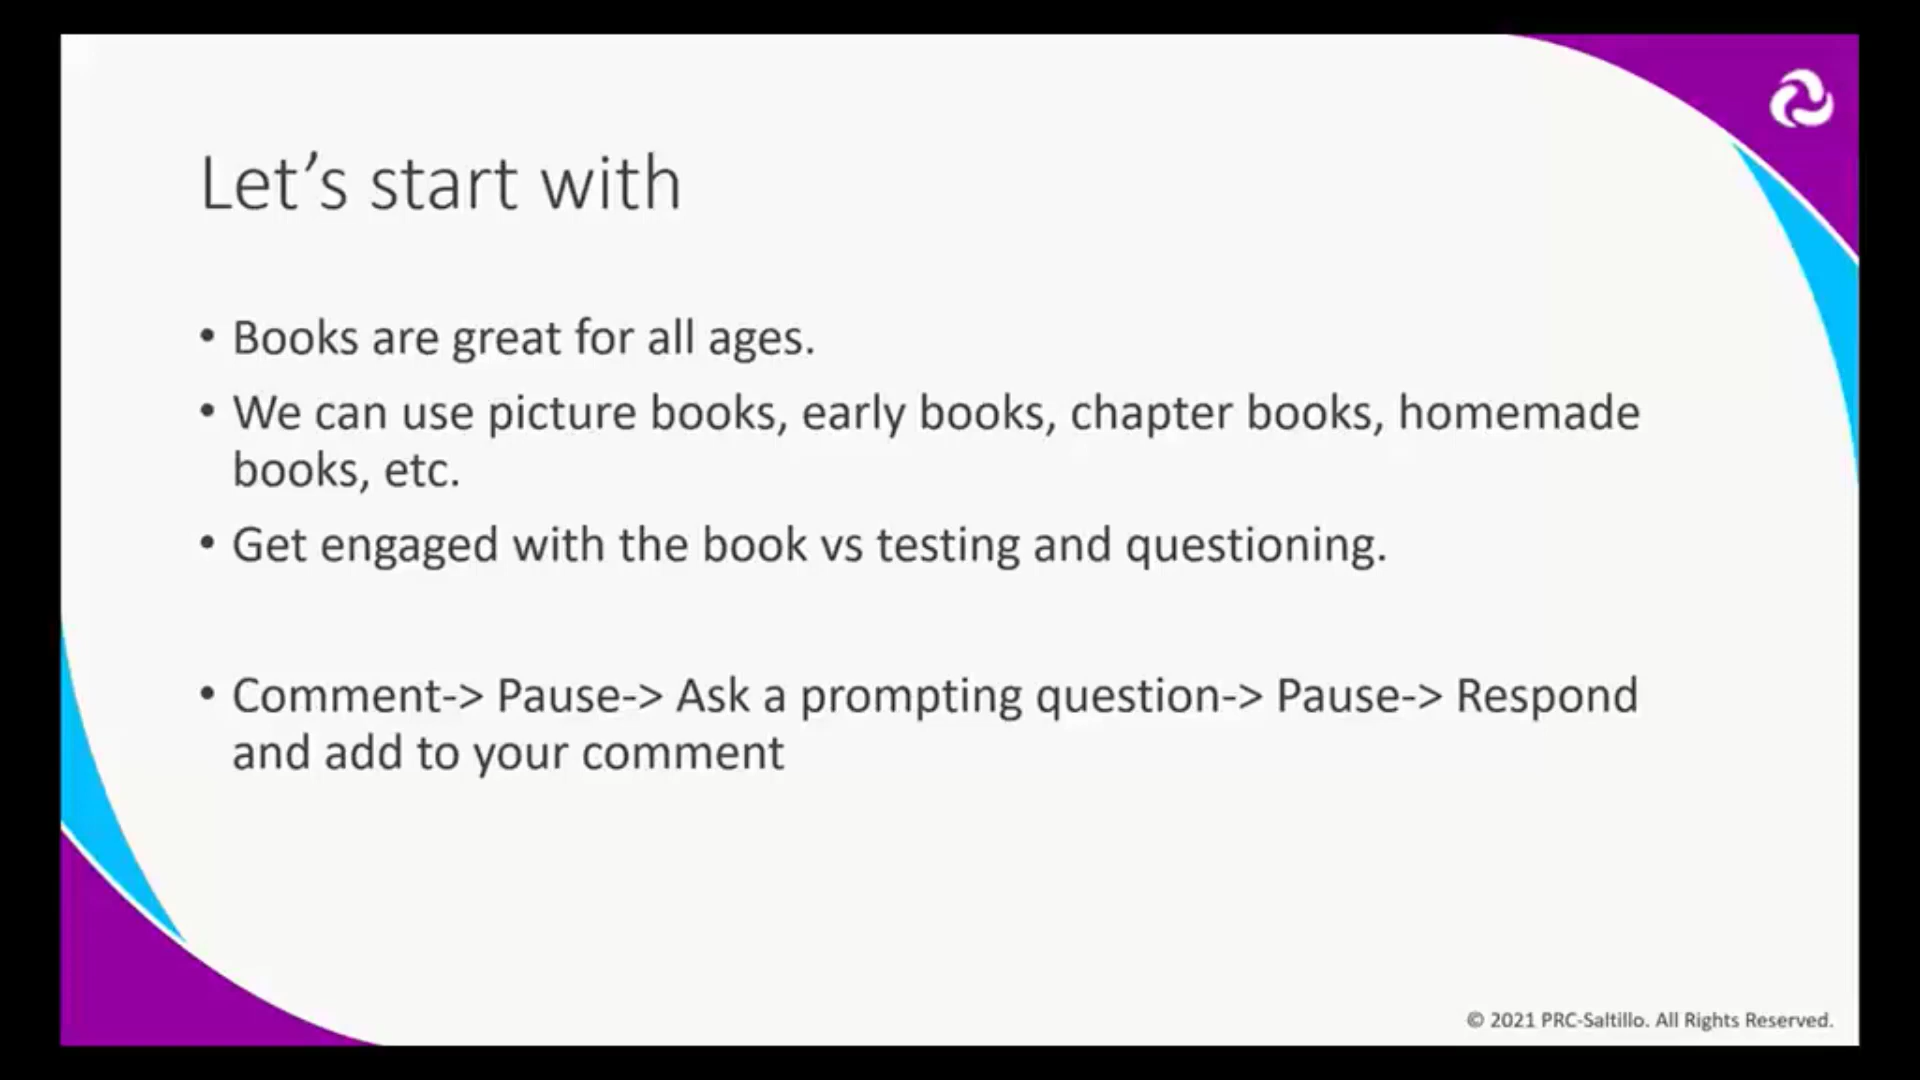 Let’s start with
• Books are great for all ages.
• We can use picture books, early books, chapter books, homemade
books, etc.
• Get engaged with the book vs testing and questioning.
• Comment-> Pause-> Ask a prompting question-> Pause-> Respond
and add to your comment
© 2021 PRC-Saltillo. All Rights Reserved.